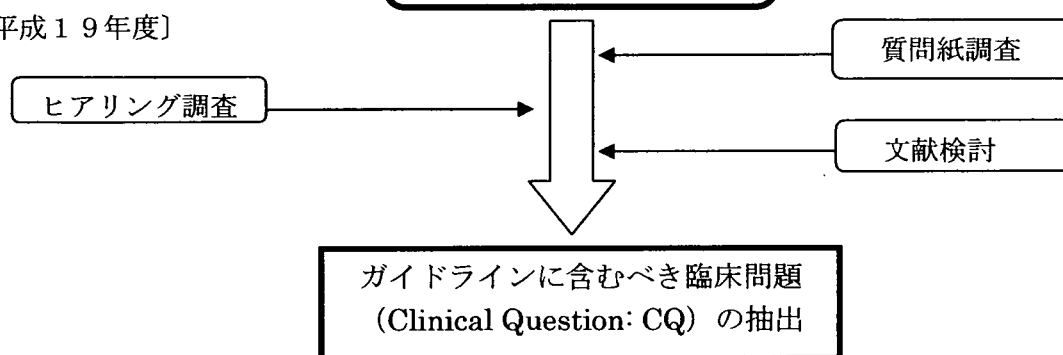 平成１９年度〕
質問紙調査
ヒアリング調査
文献検討
ガイドラインに含むべき臨床問題
（Clinical Question: CQ）の抽出